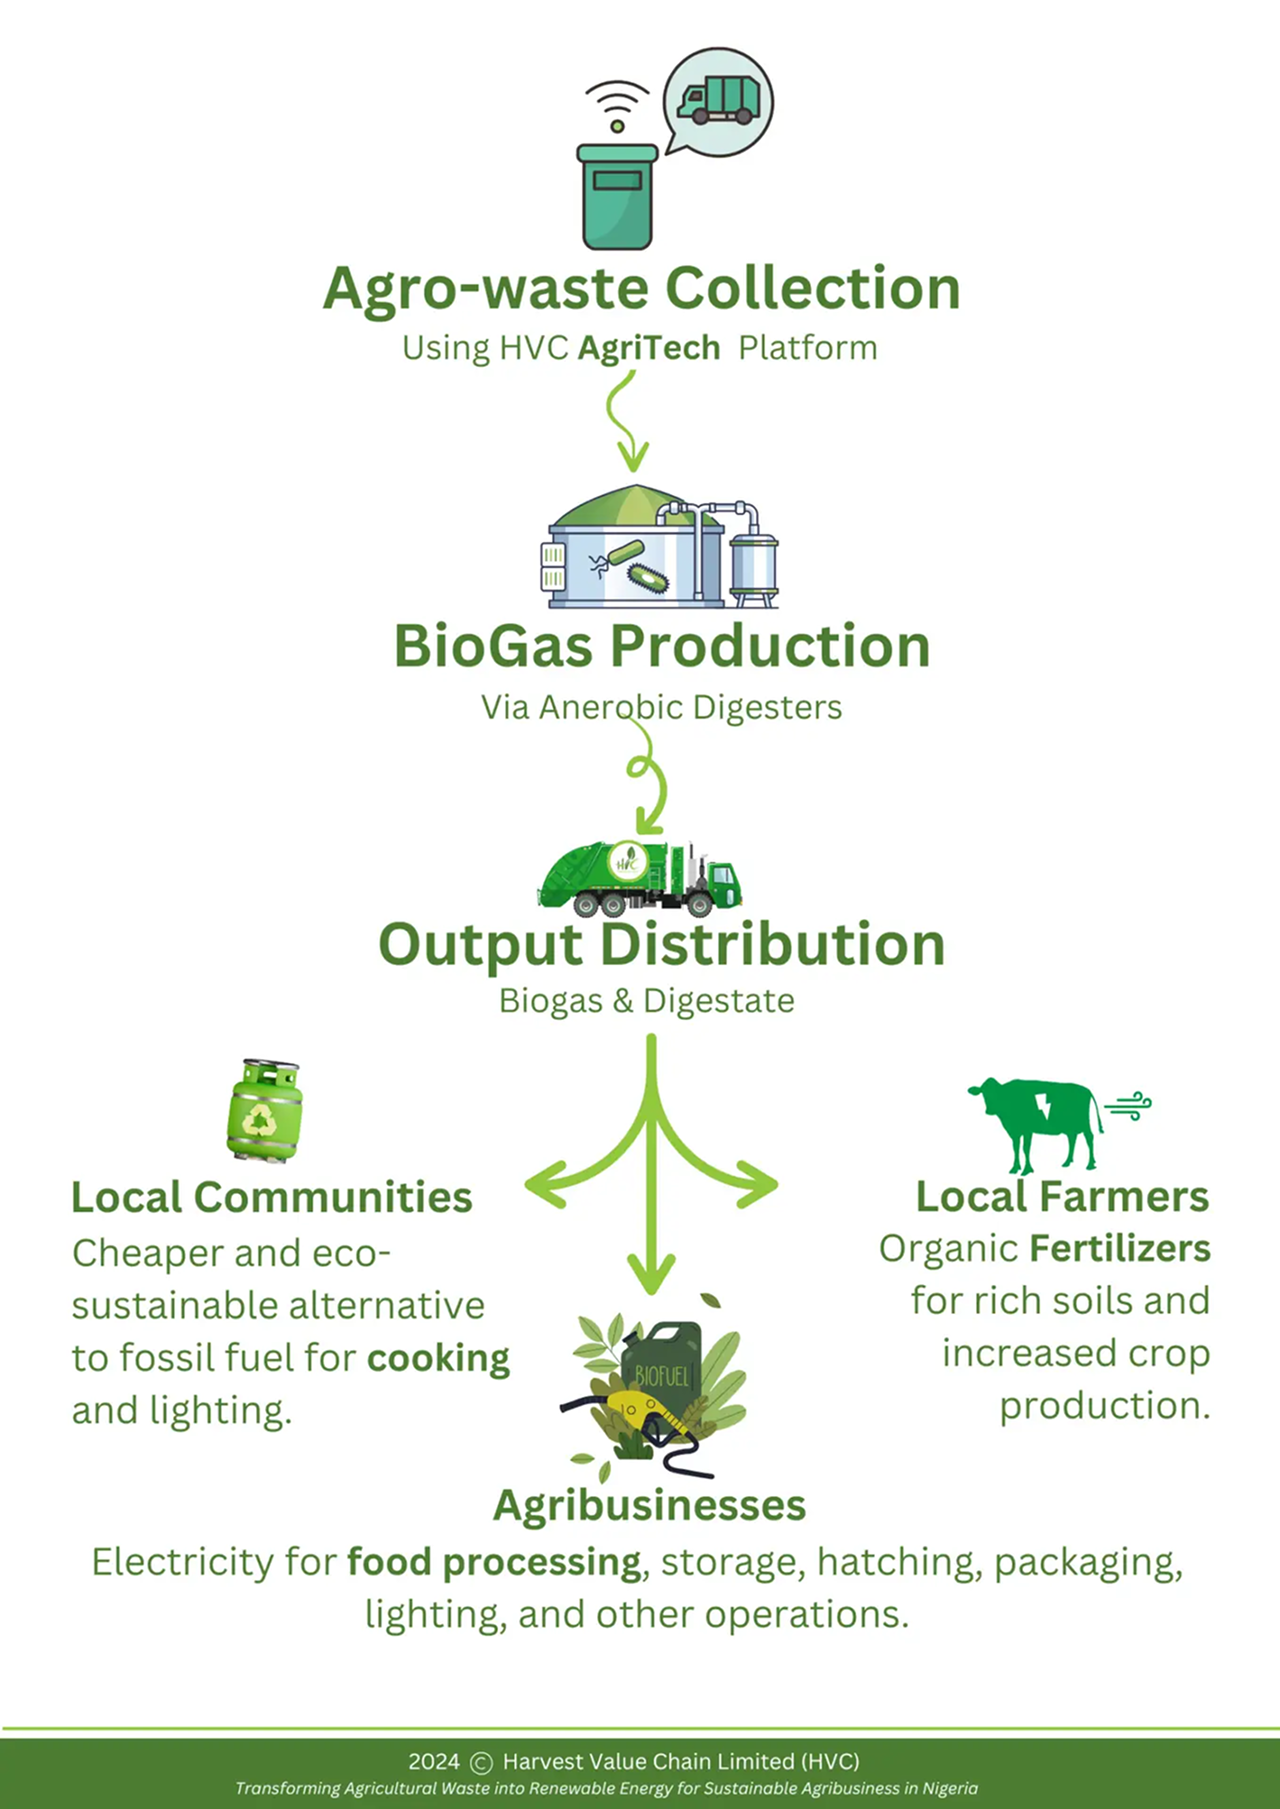 Agro-waste Collection
Using HVC AgriTech Platform
BioGas Production
Via Anerobic Digesters
HVC
Output Distribution
Biogas & Digestate
Local Communities
Cheaper and eco-
sustainable alternative
to fossil fuel for cooking
and lighting.
Local Farmers
Organic Fertilizers
for rich soils and
increased crop
production.
BIOFUEL
Agribusinesses
Electricity for food processing, storage, hatching, packaging,
lighting, and other operations.
2024 © Harvest Value Chain Limited (HVC)
Transforming Agricultural Waste into Renewable Energy for Sustainable Agribusiness in Nigeria